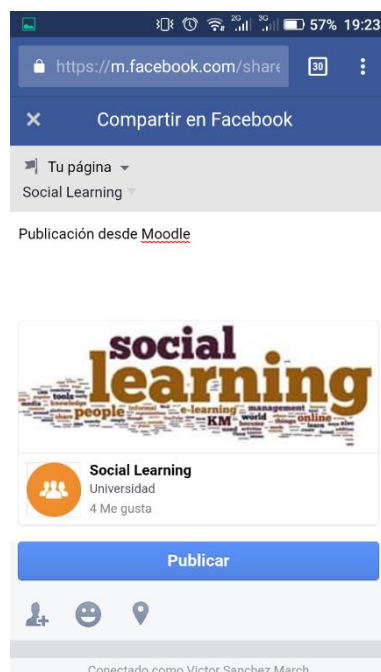 2G 3G 57% 19:23
https://m.facebook.com/share 30
Compartir en Facebook
Tu página
Social Learning
Publicación desde Moodle
social
learning
tools
people
e-learning management
KM world online
Social Learning
Universidad
4 Me gusta
Publicar
Conectado como Victor Sanchez March